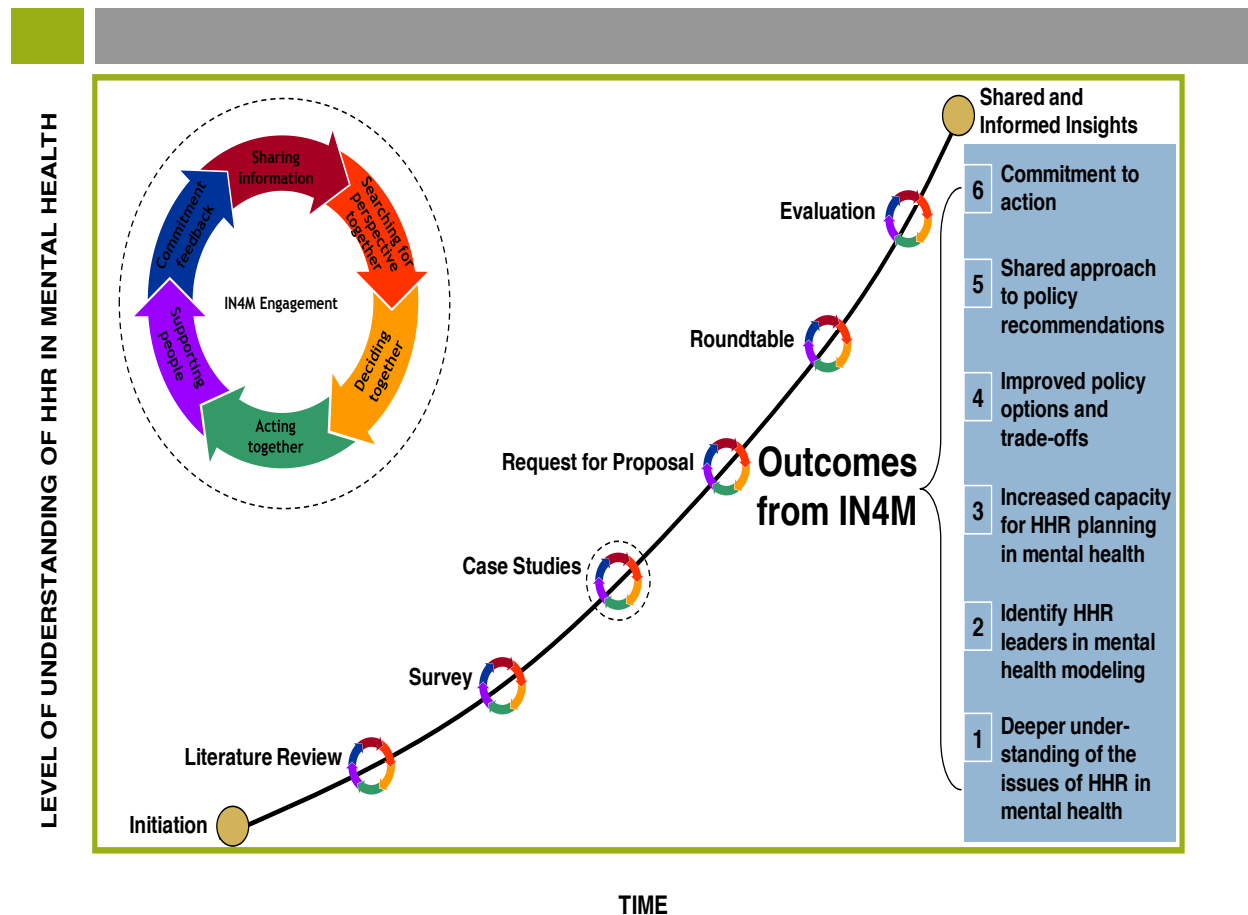 LEVEL OF UNDERSTANDING OF HHR IN MENTAL HEALTH
Sharing
information
Searching for
perspective
together
Deciding
together
Acting
together
Supporting
people
Commitment
feedback
IN4M Engagement
Shared and
Informed Insights
Evaluation
Roundtable
Request for Proposal
Case Studies
Survey
Literature Review
Initiation
Outcomes
from IN4M
6
Commitment to
action
5
Shared approach
to policy
recommendations
4
Improved policy
options and
trade-offs
3
Increased capacity
for HHR planning
in mental health
2
Identify HHR
leaders in mental
health modeling
1
Deeper under-
standing of the
issues of HHR in
mental health
TIME